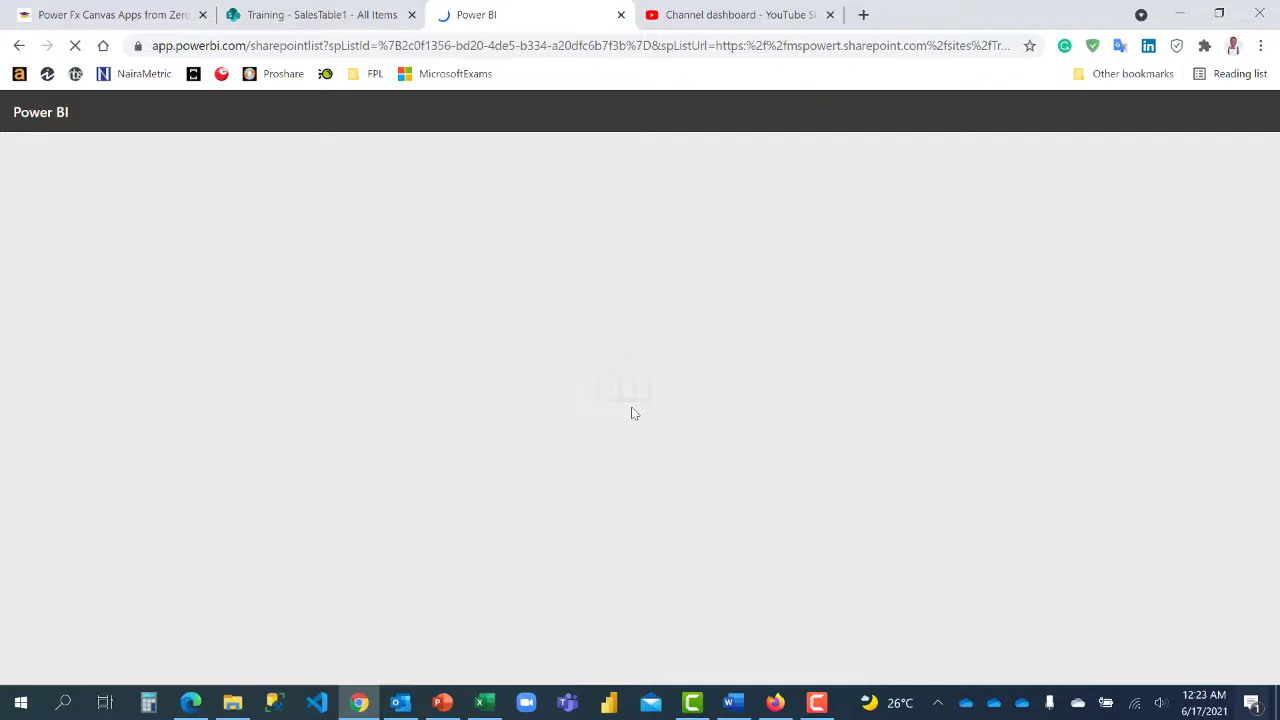 Power Fx Canvas Apps from Zero
Training - SalesTable1 - All Items
Power BI
Channel dashboard - YouTube St
app.powerbi.com/sharepointlist?spListId=%7B29f1356-bd20-4de5-b334-a20dfc6b7f3b%7D&spListUrl=https:%2f%2fmspowert.sharepoint.com%2fsites%2fTr...
NairaMetric
Proshare
FPL
MicrosoftExams
Other bookmarks
Reading list
Power BI
26°C
12:23 AM
6/17/2021